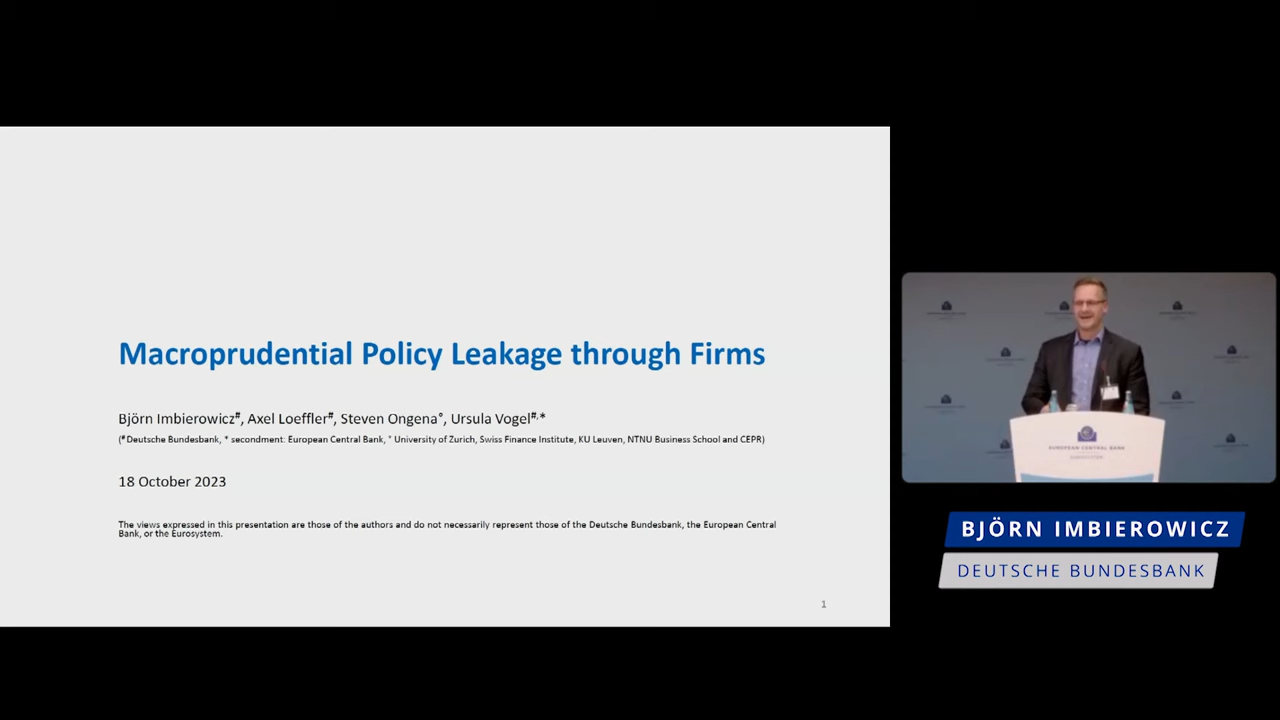 Macroprudential Policy Leakage through Firms
Björn Imbierowicz#, Axel Loeffler#, Steven Ongena°, Ursula Vogel#,*
(# Deutsche Bundesbank, * secondment: European Central Bank, ° University of Zurich, Swiss Finance Institute, KU Leuven, NTNU Business School and CEPR)
18 October 2023
The views expressed in this presentation are those of the authors and do not necessarily represent those of the Deutsche Bundesbank, the European Central
Bank, or the Eurosystem.
1
EUROPEAN CENTRAL BANK
BJÖRN IMBIEROWICZ
DEUTSCHE BUNDESBANK